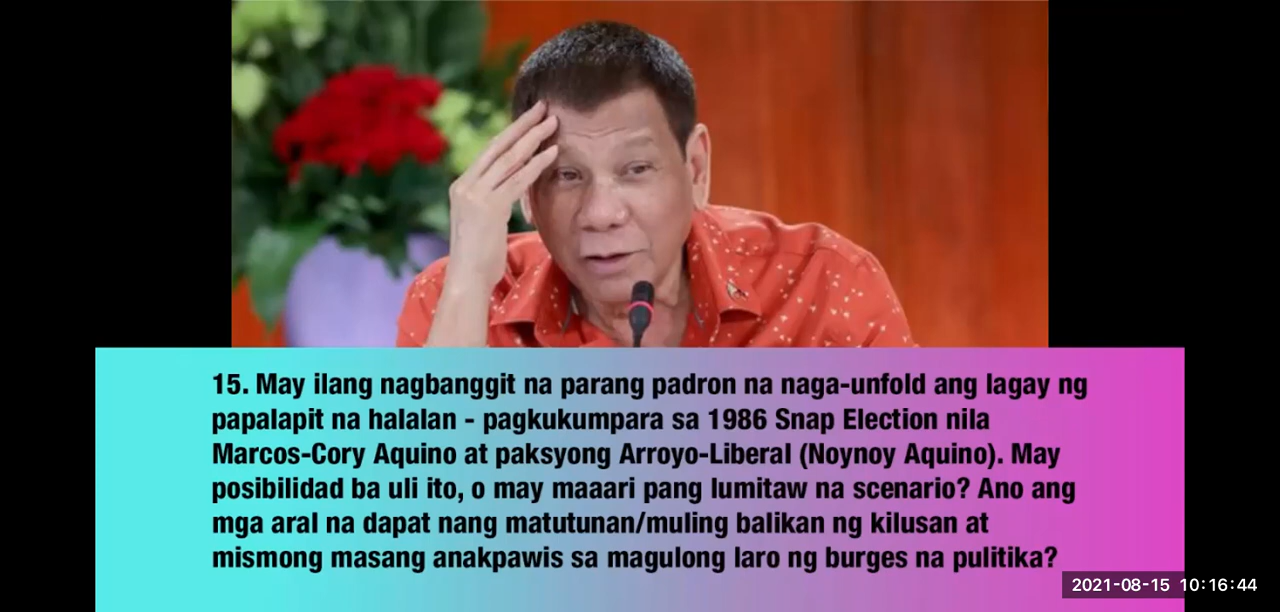 15. May ilang nagbanggit na parang padron na naga-unfold ang lagay ng
papalapit na halalan - pagkukumpara sa 1986 Snap Election nila
Marcos-Cory Aquino at paksyong Arroyo-Liberal (Noynoy Aquino). May
posibilidad ba uli ito, o may maaari pang lumitaw na scenario? Ano ang
mga aral na dapat nang matutunan/muling balikan ng kilusan at
mismong masang anakpawis sa magulong laro ng burges na pulitika?
2021-08-15 10:16:44